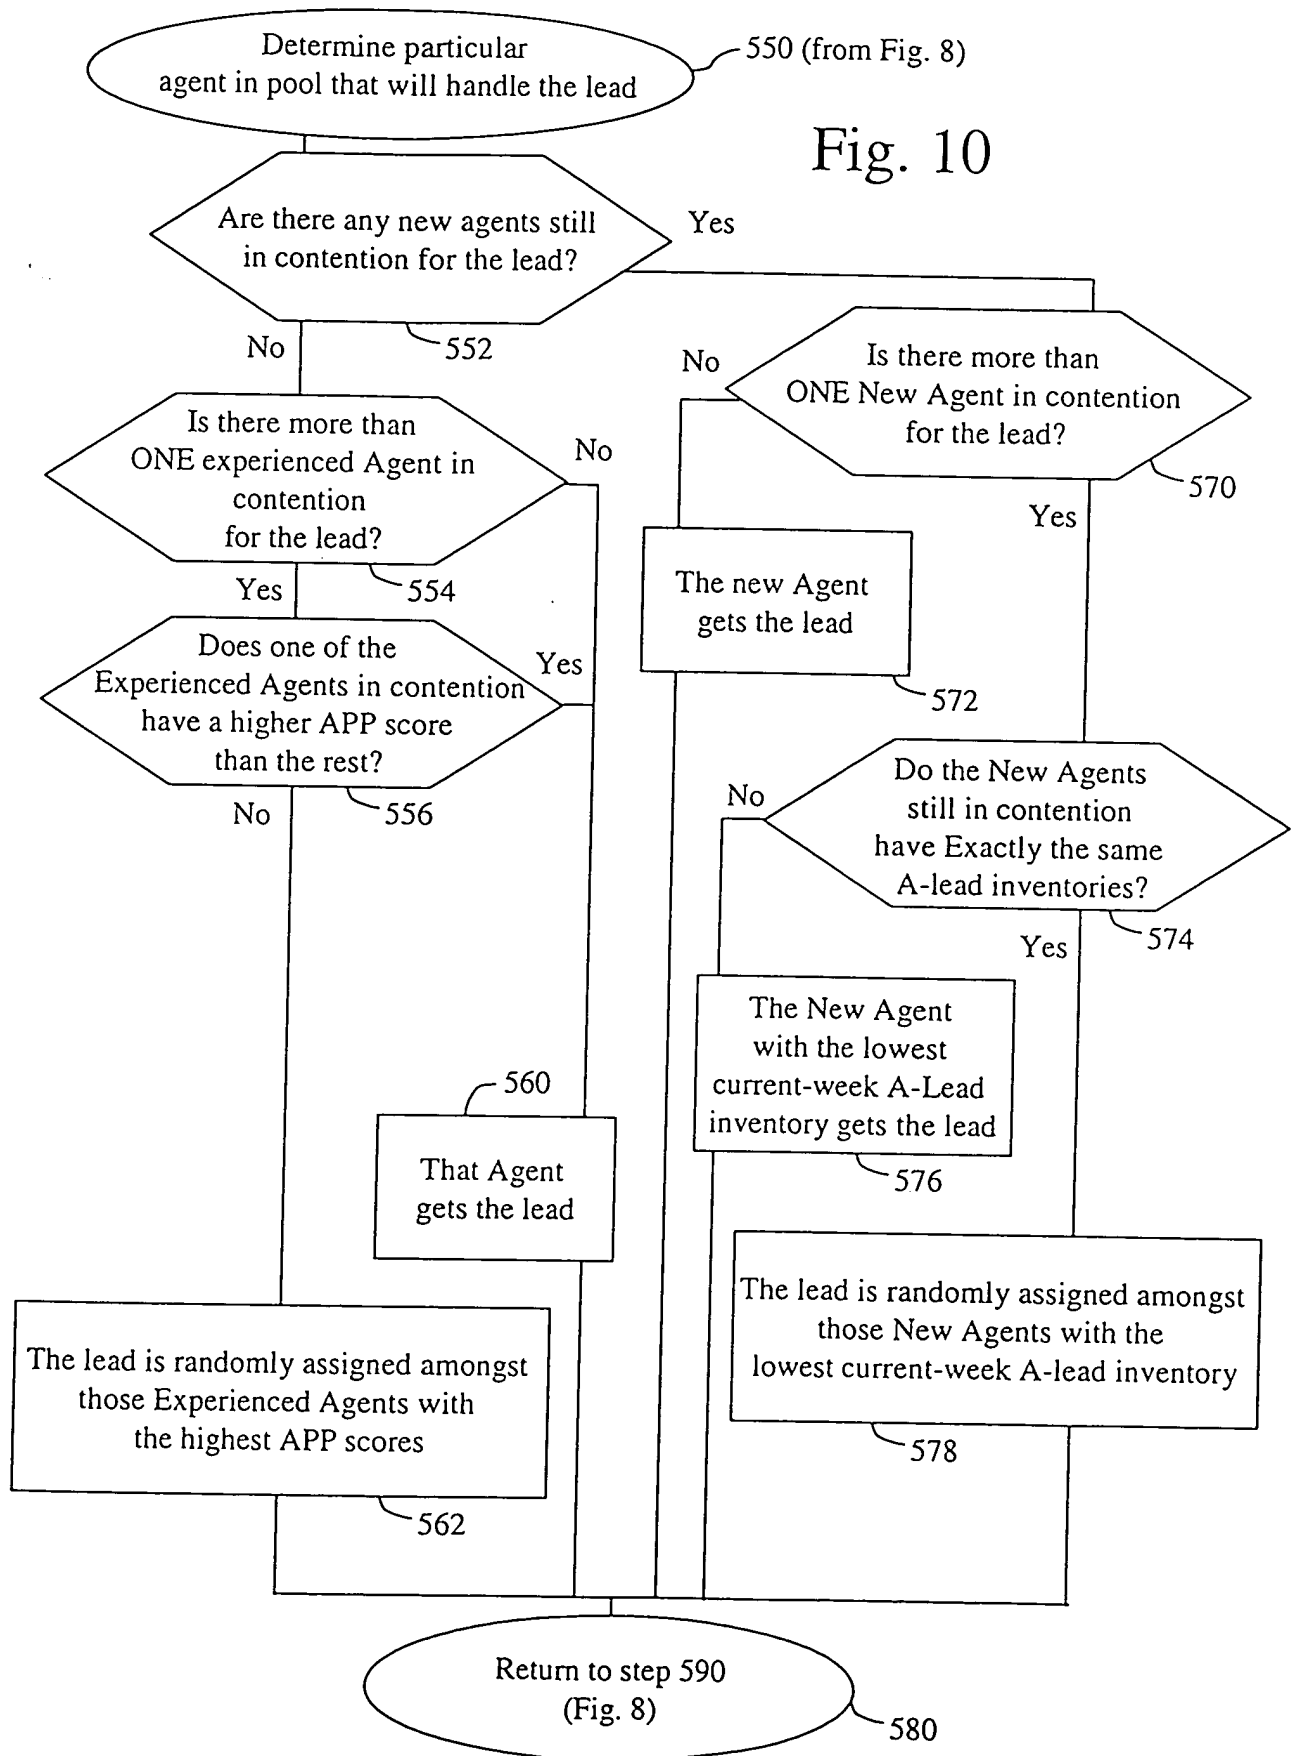 Determine particular
agent in pool that will handle the lead
550 (from Fig. 8)
Fig. 10
Are there any new agents still
in contention for the lead?
Yes
No
552
Is there more than
ONE New Agent in contention
for the lead?
No
570
Yes
Is there more than
ONE experienced Agent in
contention
for the lead?
No
Yes
554
The new Agent
gets the lead
572
Does one of the
Experienced Agents in contention
have a higher APP score
than the rest?
Yes
No
556
Do the New Agents
still in contention
have Exactly the same
A-lead inventories?
No
574
Yes
The New Agent
with the lowest
current-week A-Lead
inventory gets the lead
576
560
That Agent
gets the lead
The lead is randomly assigned amongst
those New Agents with the
lowest current-week A-lead inventory
578
The lead is randomly assigned amongst
those Experienced Agents with
the highest APP scores
562
Return to step 590
(Fig. 8)
580